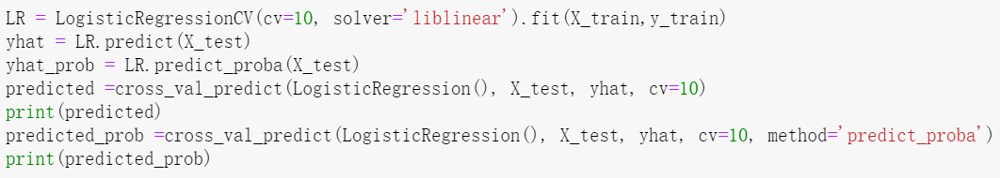 LR = LogisticRegressionCV(cv=10, solver='liblinear').fit(X_train,y_train)
yhat = LR.predict(X_test)
yhat_prob = LR.predict_proba(X_test)
predicted =cross_val_predict(LogisticRegression(), X_test, yhat, cv=10)
print(predicted)
predicted_prob =cross_val_predict(LogisticRegression(), X_test, yhat, cv=10, method='predict_proba')
print(predicted_prob)